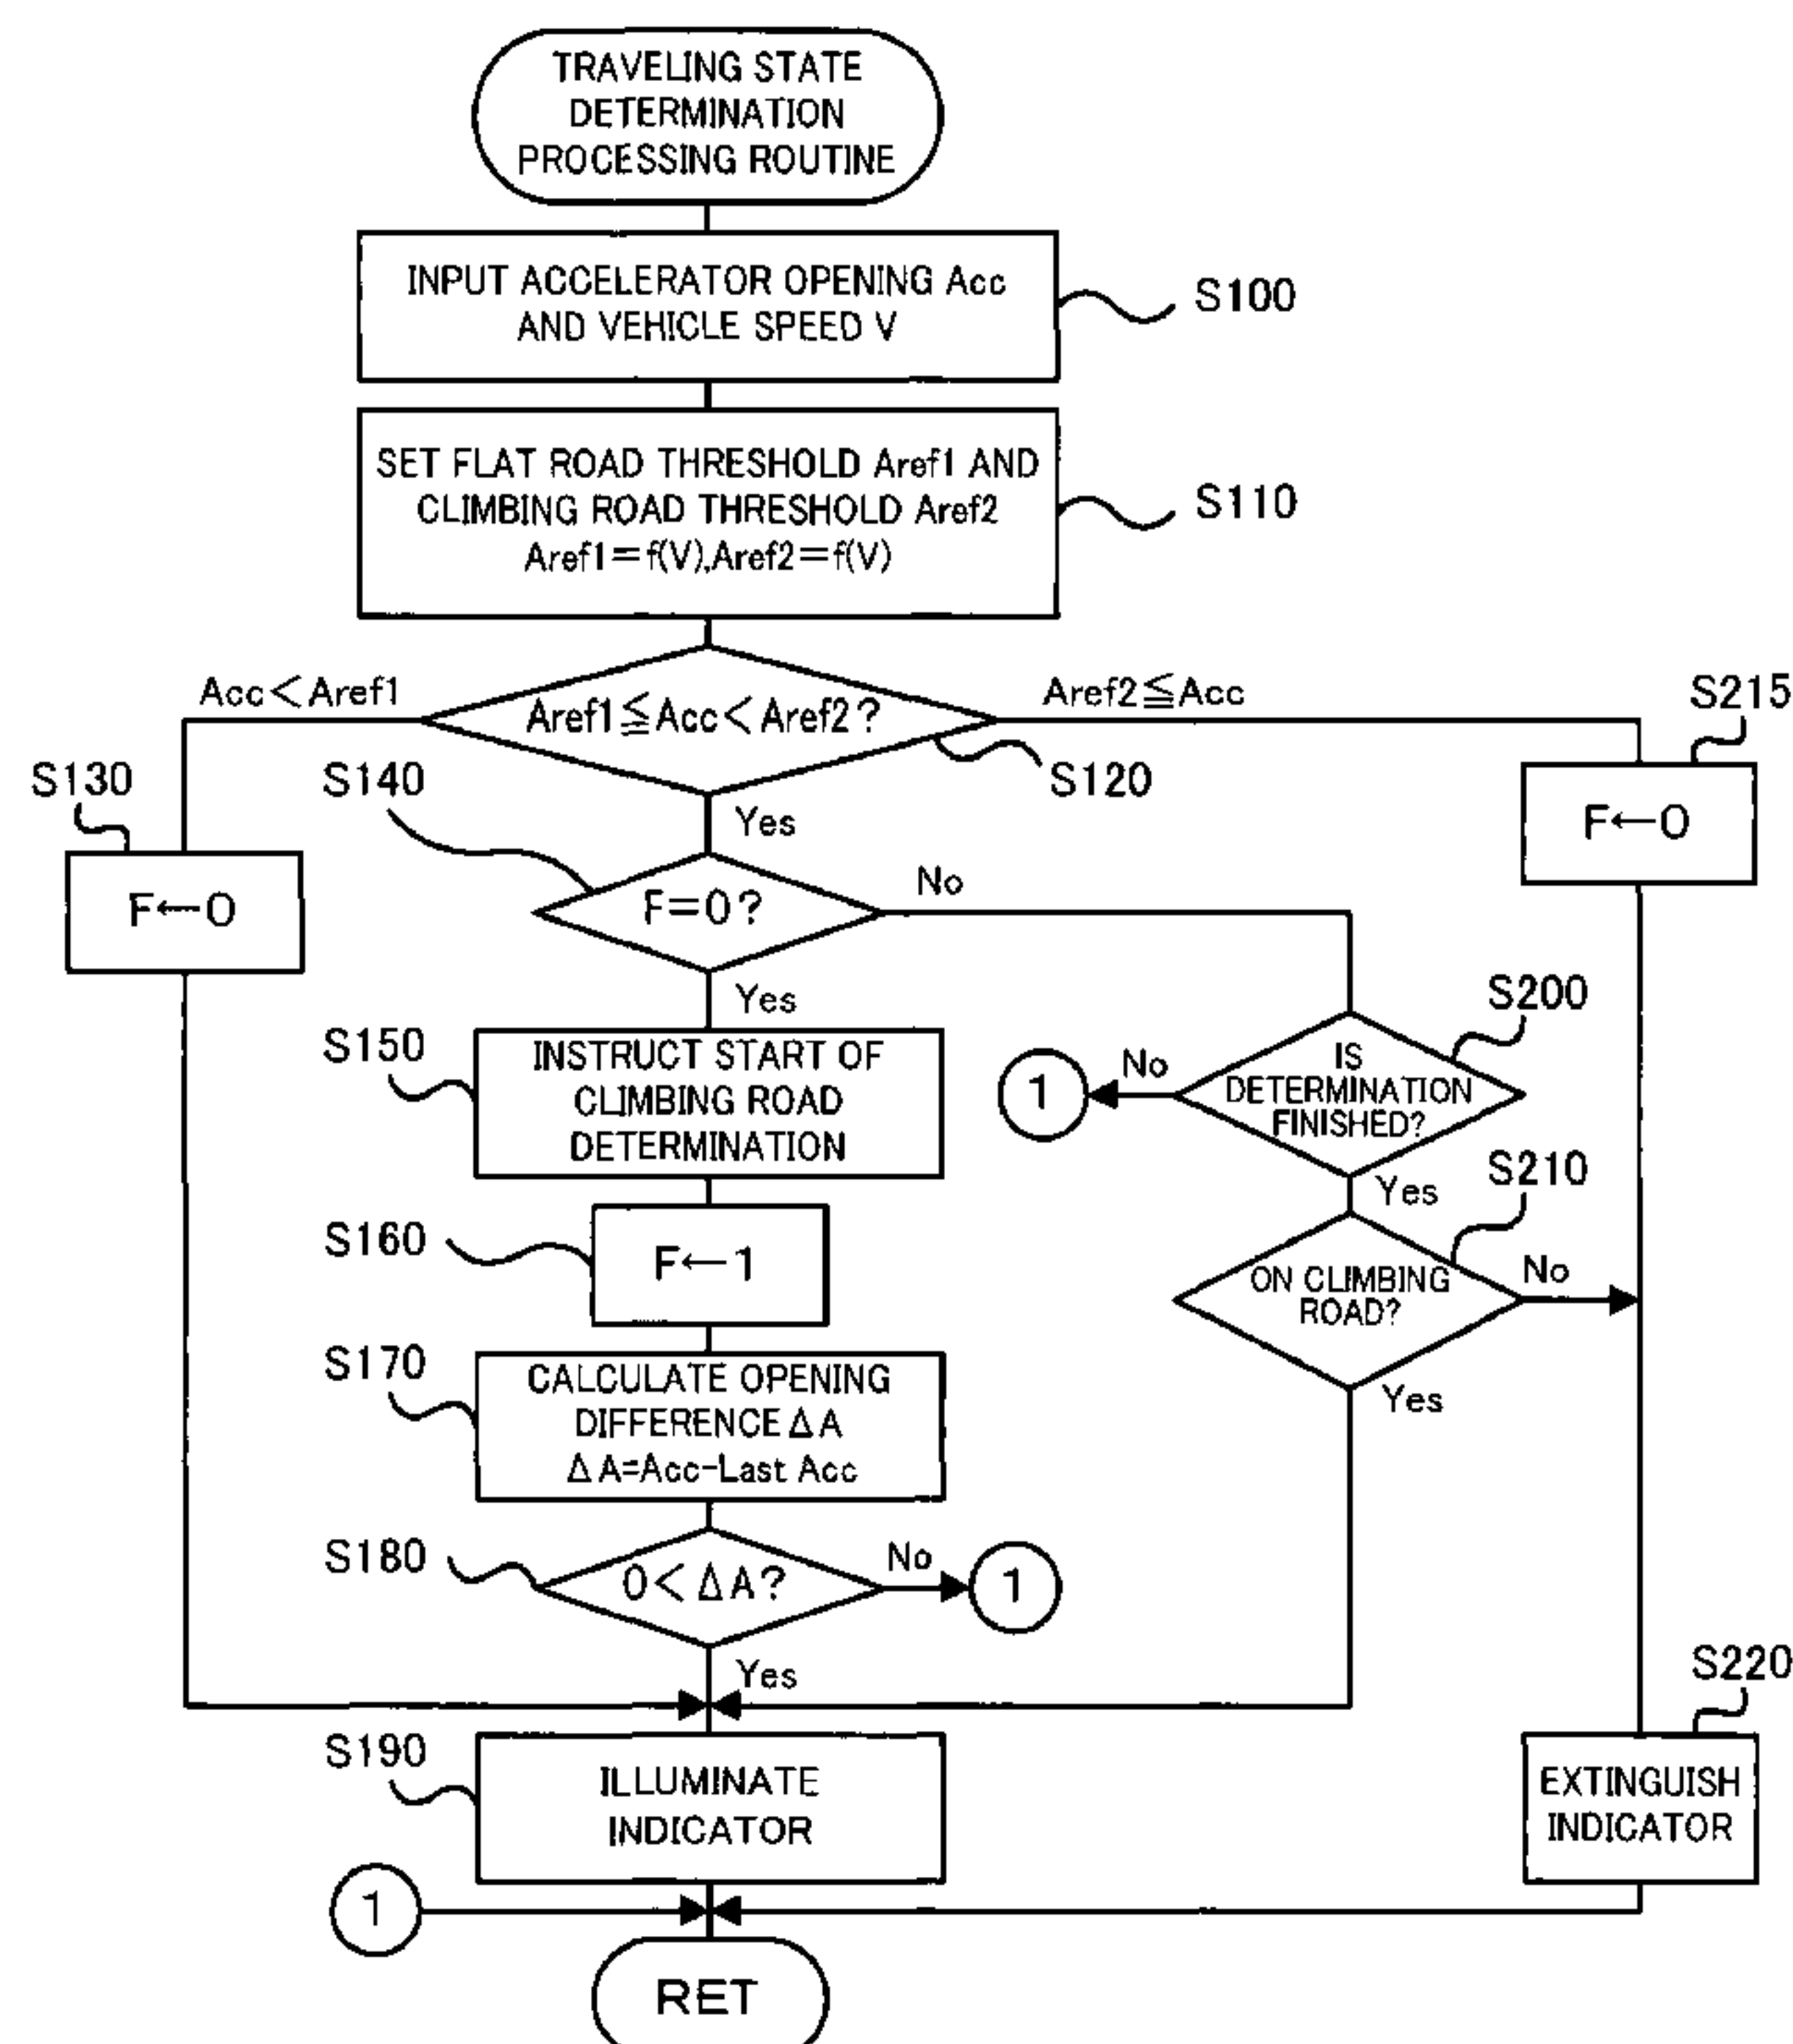 TRAVELING STATE
DETERMINATION
PROCESSING ROUTINE
INPUT ACCELERATOR OPENING Acc
AND VEHICLE SPEED V
S100
SET FLAT ROAD THRESHOLD Aref1 AND
CLIMBING ROAD THRESHOLD Aref2
Aref1=f(V),Aref2=f(V)
S110
Acc<Aref1
Aref1≦Acc<Aref2?
Aref2≦Acc
S215
S130
S140
S120
Yes
F←0
F←0
F=0?
No
Yes
S200
S150
INSTRUCT START OF
CLIMBING ROAD
DETERMINATION
1
No
IS
DETERMINATION
FINISHED?
S210
Yes
S160
F←1
ON CLIMBING
ROAD?
No
S170
CALCULATE OPENING
DIFFERENCE ΔA
ΔA=Acc-Last Acc
Yes
S180
0<ΔA?
No
1
Yes
S220
S190
ILLUMINATE
INDICATOR
EXTINGUISH
INDICATOR
1
RET